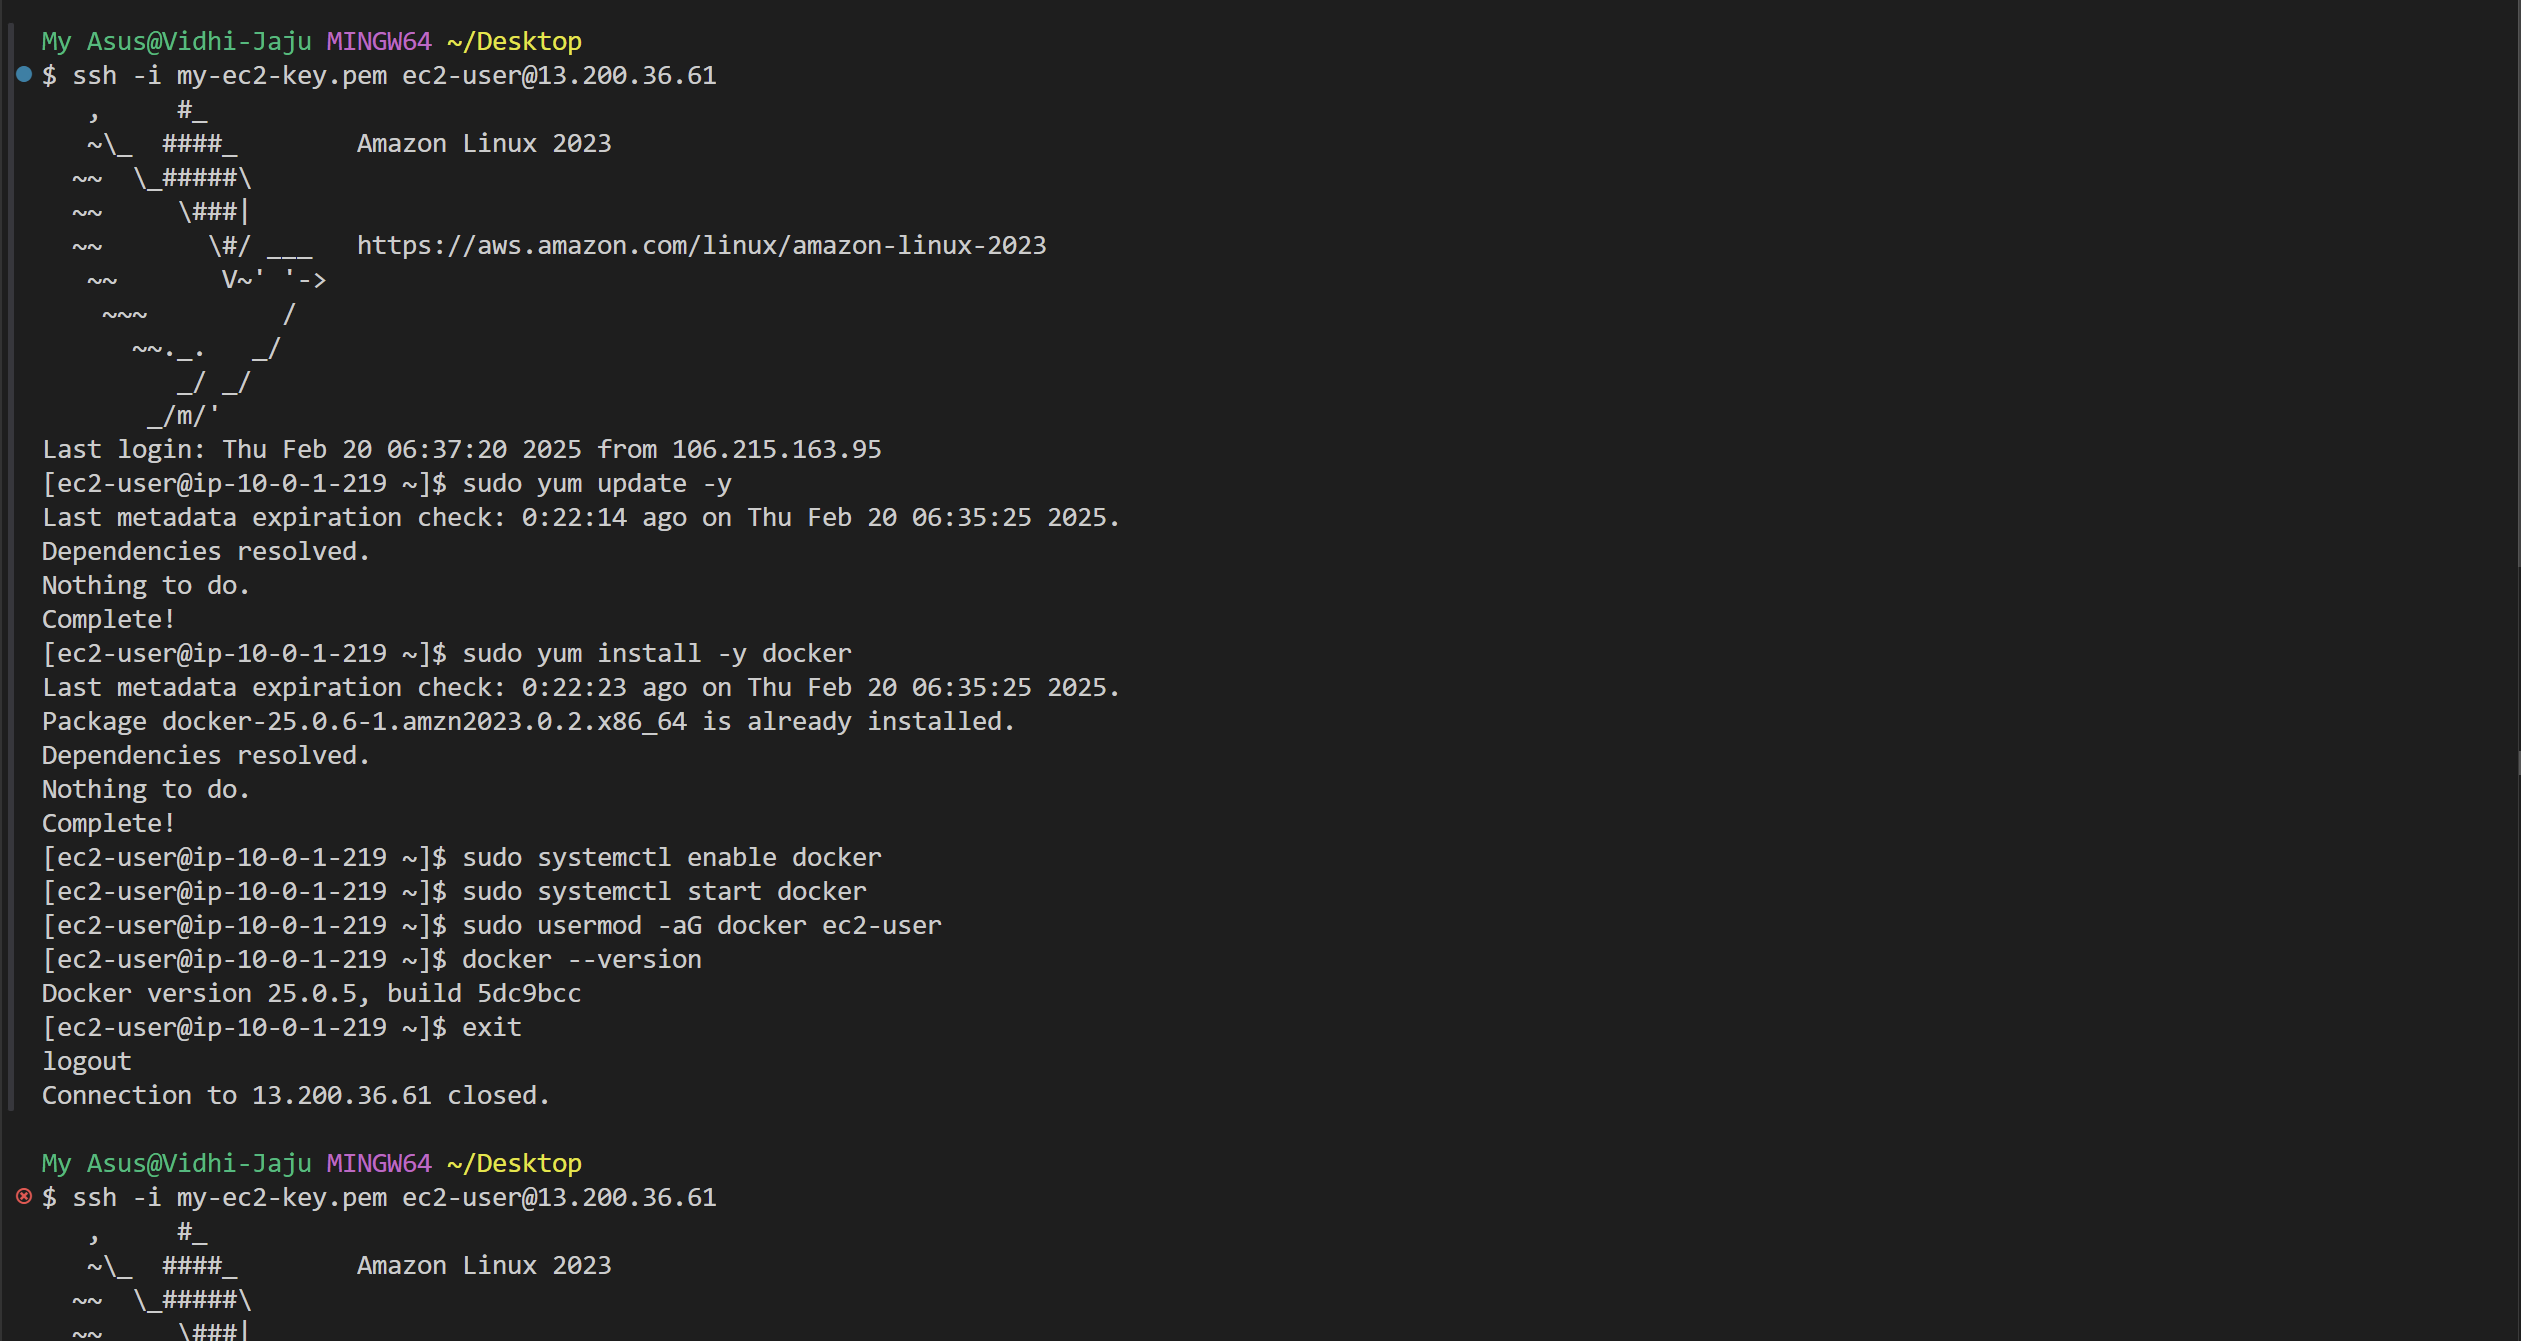 My Asus@Vidhi-Jaju MINGW64 ~/Desktop
$ ssh -i my-ec2-key.pem ec2-user@13.200.36.61
   ,     #_
   ~\_  ####_        Amazon Linux 2023
  ~~  \_#####\
  ~~     \###|
  ~~       \#/ ___   https://aws.amazon.com/linux/amazon-linux-2023
   ~~       V~' '->
    ~~~         /
      ~~._.   _/
         _/ _/
       _/m/'
Last login: Thu Feb 20 06:37:20 2025 from 106.215.163.95
[ec2-user@ip-10-0-1-219 ~]$ sudo yum update -y
Last metadata expiration check: 0:22:14 ago on Thu Feb 20 06:35:25 2025.
Dependencies resolved.
Nothing to do.
Complete!
[ec2-user@ip-10-0-1-219 ~]$ sudo yum install -y docker
Last metadata expiration check: 0:22:23 ago on Thu Feb 20 06:35:25 2025.
Package docker-25.0.6-1.amzn2023.0.2.x86_64 is already installed.
Dependencies resolved.
Nothing to do.
Complete!
[ec2-user@ip-10-0-1-219 ~]$ sudo systemctl enable docker
[ec2-user@ip-10-0-1-219 ~]$ sudo systemctl start docker
[ec2-user@ip-10-0-1-219 ~]$ sudo usermod -aG docker ec2-user
[ec2-user@ip-10-0-1-219 ~]$ docker --version
Docker version 25.0.5, build 5dc9bcc
[ec2-user@ip-10-0-1-219 ~]$ exit
logout
Connection to 13.200.36.61 closed.

My Asus@Vidhi-Jaju MINGW64 ~/Desktop
$ ssh -i my-ec2-key.pem ec2-user@13.200.36.61
   ,     #_
   ~\_  ####_        Amazon Linux 2023
  ~~  \_#####\
  ~~     \###|